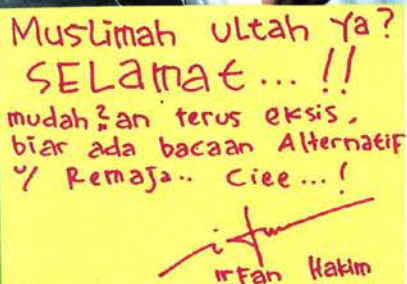 Muslimah ultah ya?
SELamat...!!
mudah2an terus eksis,
biar ada bacaan Alternatif
u/ Remaja.. Ciee...!
irfan Hakim